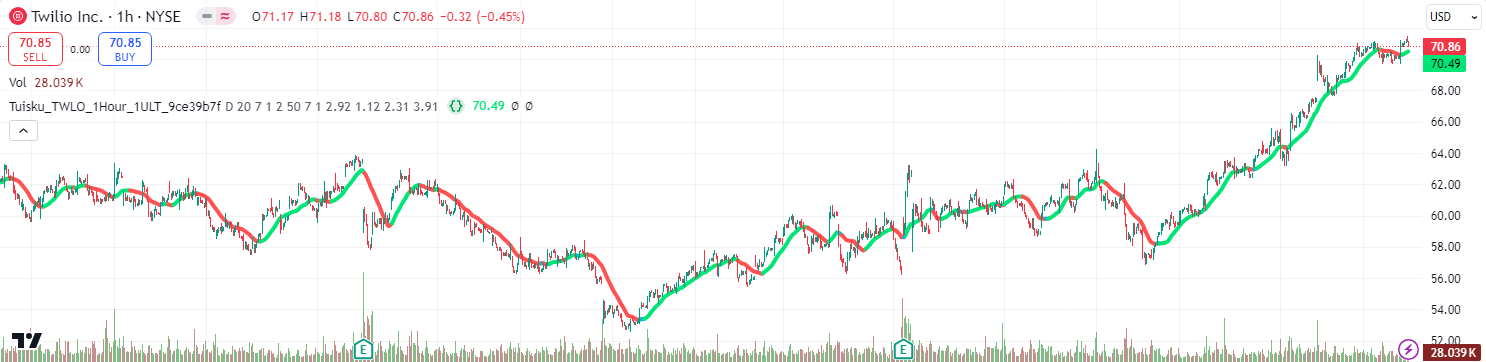 Twilio Inc. · 1h · NYSE O71.17 H71.18 L70.80 C70.86 −0.32 (−0.45%)
USD
70.85 0.00 70.85
SELL BUY
70.86
70.49
Vol 28.039K
Tuisku_TWLO_1Hour_1ULT_9ce39b7f D 20 7 1 2 50 7 1 2.92 1.12 2.31 3.91 {} 70.49 Ø Ø
68.00
66.00
64.00
62.00
60.00
58.00
56.00
54.00
52.00
E E
28.039K